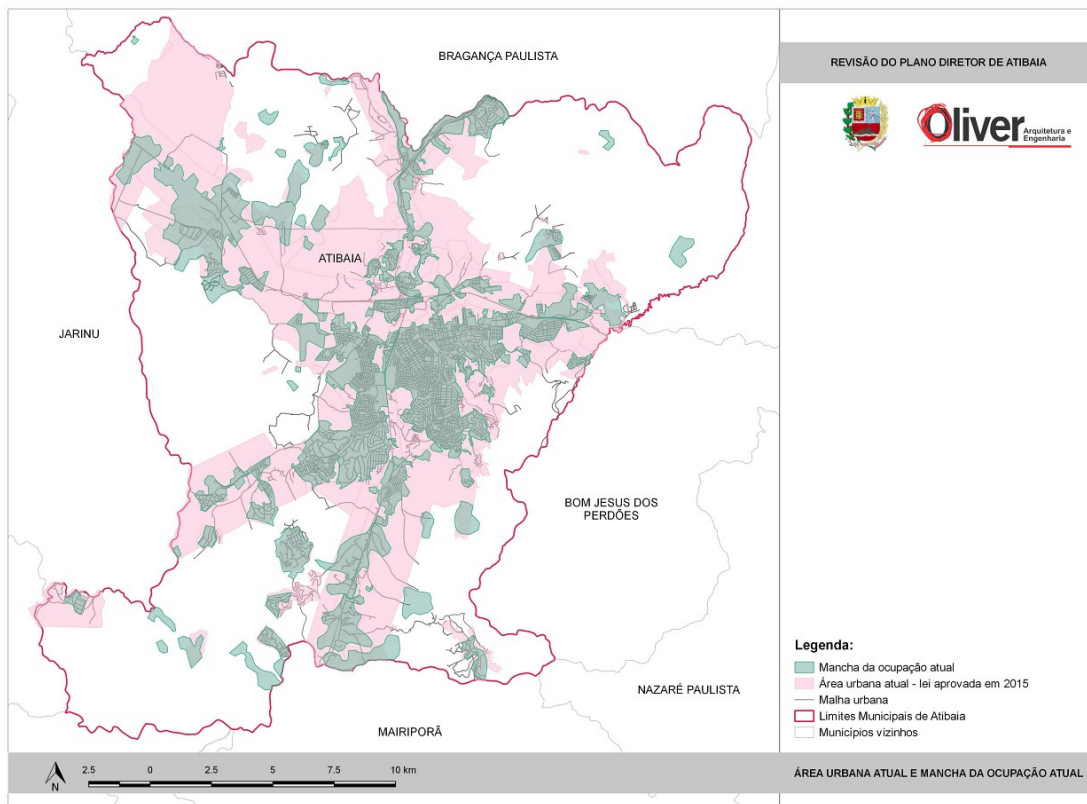 BRAGANÇA PAULISTA
ATIBAIA
JARINU
BOM JESUS DOS
PERDÕES
NAZARÉ PAULISTA
MAIRIPORÃ
REVISÃO DO PLANO DIRETOR DE ATIBAIA
Oliver
Arquitetura e
Engenharia
Legenda:
Mancha da ocupação atual
Área urbana atual - lei aprovada em 2015
Malha urbana
Limites Municipais de Atibaia
Municípios vizinhos
N
2.5 0 2.5 5 7.5 10 km
ÁREA URBANA ATUAL E MANCHA DA OCUPAÇÃO ATUAL